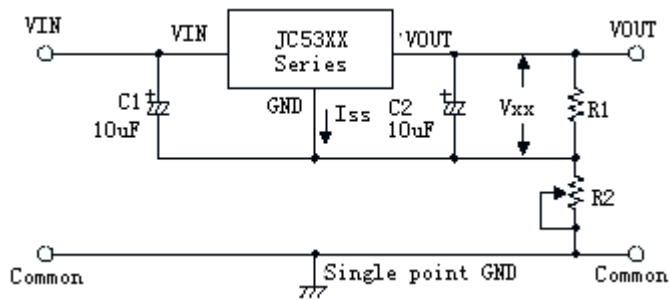 VIN
VIN
JC53XX
Series
VOUT
VOUT
C1
10uF
GND
Iss
C2
10uF
Vxx
R1
R2
Common
Single point GND
Common